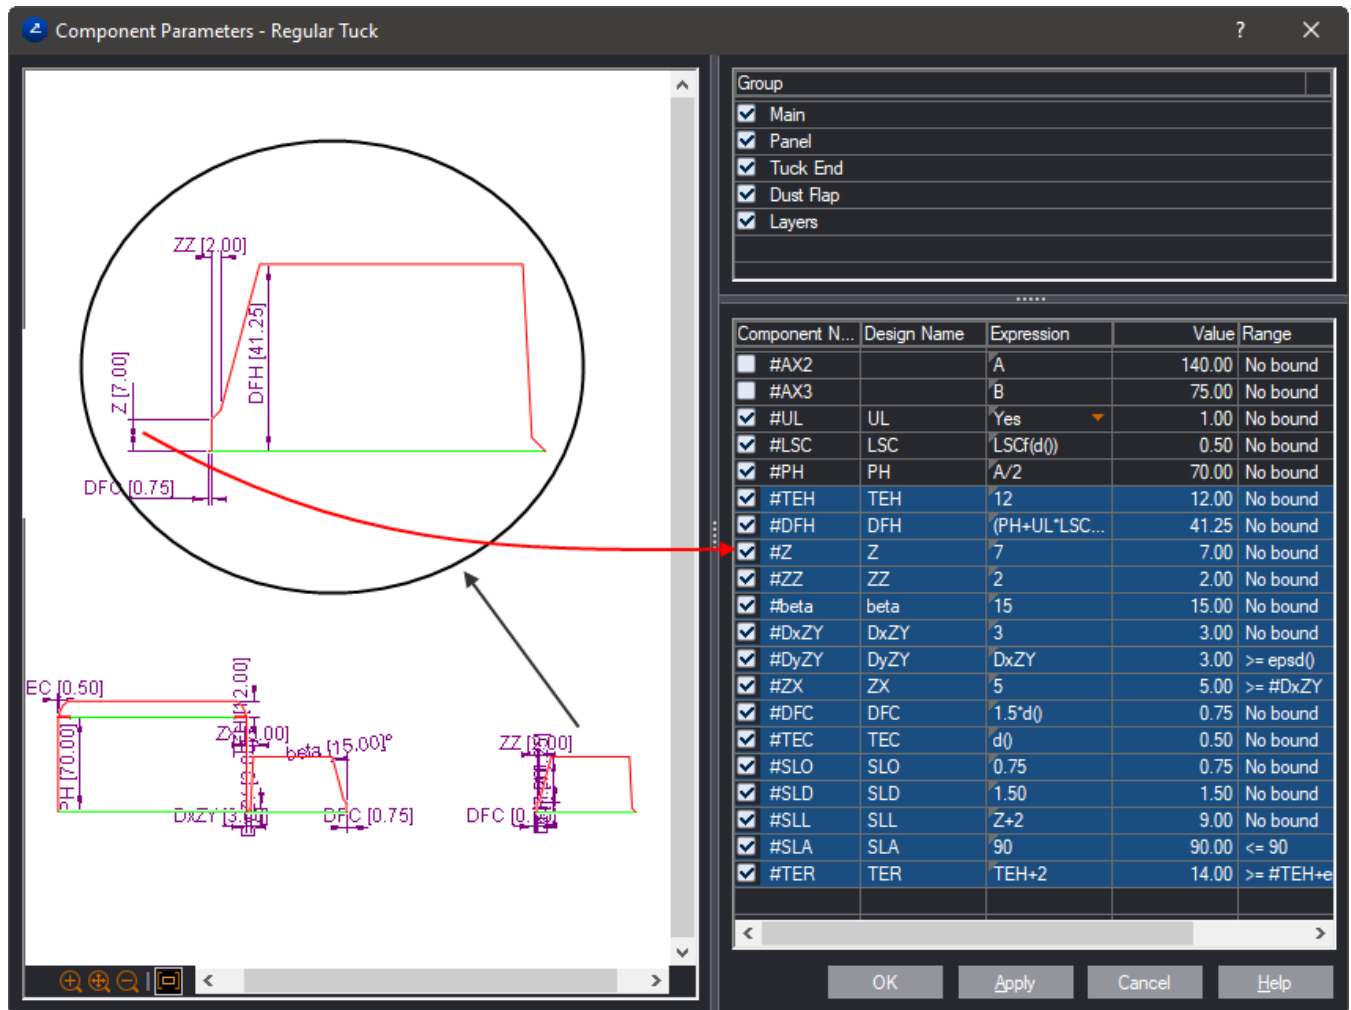 Component Parameters - Regular Tuck
?
ZZ [2.00]
DFH [41.25]
Z [7.00]
DFC [0.75]
EC [0.50]
PH [70.00]
beta [15.00]°
DxZY
DFC [0.75]
ZZ [2.00]
DFC
Group
Main
Panel
Tuck End
Dust Flap
Layers
Component N... Design Name Expression Value Range
#AX2 A 140.00 No bound
#AX3 B 75.00 No bound
#UL UL Yes 1.00 No bound
#LSC LSC LSCf(d()) 0.50 No bound
#PH PH A/2 70.00 No bound
#TEH TEH 12 12.00 No bound
#DFH DFH (PH+UL*LSC... 41.25 No bound
#Z Z 7 7.00 No bound
#ZZ ZZ 2 2.00 No bound
#beta beta 15 15.00 No bound
#DxZY DxZY 3 3.00 No bound
#DyZY DyZY DxZY 3.00 >= epsd()
#ZX ZX 5 5.00 >= #DxZY
#DFC DFC 1.5*d() 0.75 No bound
#TEC TEC d() 0.50 No bound
#SLO SLO 0.75 0.75 No bound
#SLD SLD 1.50 1.50 No bound
#SLL SLL Z+2 9.00 No bound
#SLA SLA 90 90.00 <= 90
#TER TER TEH+2 14.00 >= #TEH+e
OK Apply Cancel Help